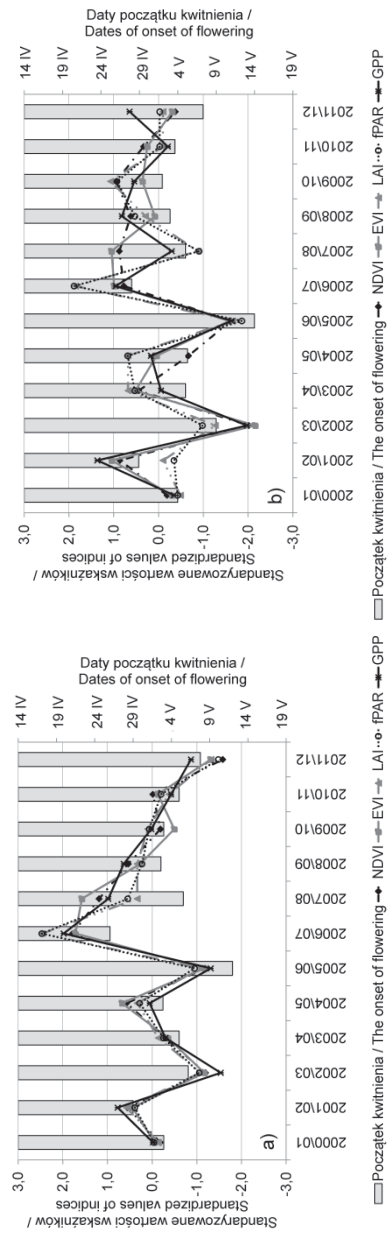 Standaryzowane wartości wskaźników /
Standardized values of indices
3,0
2,0
1,0
0,0
-1,0
-2,0
-3,0
a)
2000/01
2001/02
2002/03
2003/04
2004/05
2005/06
2006/07
2007/08
2008/09
2009/10
2010/11
2011/12
14 IV
19 IV
24 IV
29 IV
4 V
9 V
14 V
19 V
Daty początku kwitnienia /
Dates of onset of flowering
Początek kwitnienia / The onset of flowering NDVI EVI LAI fPAR GPP
Standaryzowane wartości wskaźników /
Standardized values of indices
3,0
2,0
1,0
0,0
-1,0
-2,0
-3,0
b)
2000/01
2001/02
2002/03
2003/04
2004/05
2005/06
2006/07
2007/08
2008/09
2009/10
2010/11
2011/12
14 IV
19 IV
24 IV
29 IV
4 V
9 V
14 V
19 V
Daty początku kwitnienia /
Dates of onset of flowering
Początek kwitnienia / The onset of flowering NDVI EVI LAI fPAR GPP